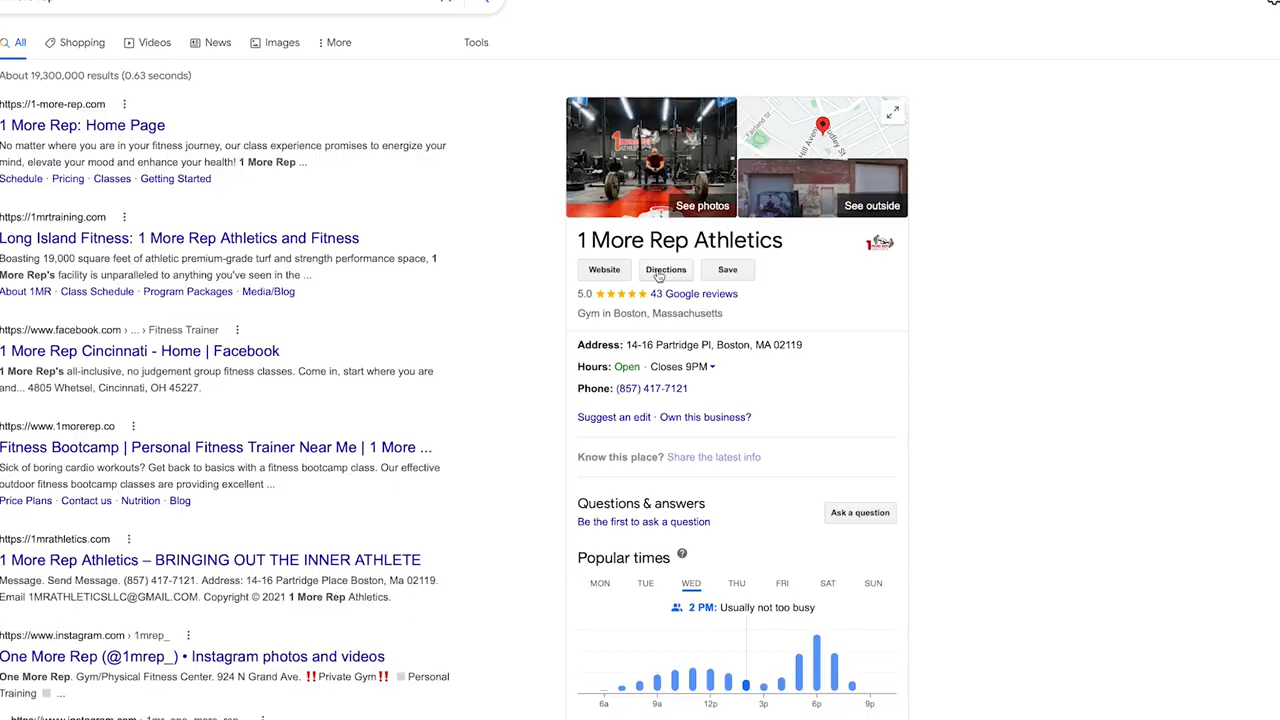 All
Shopping
Videos
News
Images
More
Tools
About 19,300,000 results (0.63 seconds)
https://1-more-rep.com
1 More Rep: Home Page
No matter where you are in your fitness journey, our class experience promises to energize your
mind, elevate your mood and enhance your health! 1 More Rep ...
Schedule · Pricing · Classes · Getting Started
https://1mrtraining.com
Long Island Fitness: 1 More Rep Athletics and Fitness
Boasting 19,000 square feet of athletic premium-grade turf and strength performance space, 1
More Rep's facility is unparalleled to anything you've seen in the ...
About 1MR · Class Schedule · Program Packages · Media/Blog
https://www.facebook.com › ... › Fitness Trainer
1 More Rep Cincinnati - Home | Facebook
1 More Rep's all-inclusive, no judgement group fitness classes. Come in, start where you are
and... 4805 Whetsel, Cincinnati, OH 45227.
https://www.1morerep.co
Fitness Bootcamp | Personal Fitness Trainer Near Me | 1 More ...
Sick of boring cardio workouts? Get back to basics with a fitness bootcamp class. Our effective
outdoor fitness bootcamp classes are providing excellent ...
Price Plans · Contact us · Nutrition · Blog
https://1mrathletics.com
1 More Rep Athletics – BRINGING OUT THE INNER ATHLETE
Message. Send Message. (857) 417-7121. Address: 14-16 Partridge Place Boston, Ma 02119.
Email 1MRATHLETICSLLC@GMAIL.COM. Copyright © 2021 1 More Rep Athletics.
https://www.instagram.com › 1mrep_
One More Rep (@1mrep_) • Instagram photos and videos
One More Rep. Gym/Physical Fitness Center. 924 N Grand Ave. ‼️Private Gym‼️ Personal
Training ...
See photos
Fairland St
Hill Aven
Dudley St
See outside
1 More Rep Athletics
Website
Directions
Save
5.0 ★★★★★ 43 Google reviews
Gym in Boston, Massachusetts
Address: 14-16 Partridge Pl, Boston, MA 02119
Hours: Open · Closes 9PM
Phone: (857) 417-7121
Suggest an edit · Own this business?
Know this place? Share the latest info
Questions & answers
Be the first to ask a question
Ask a question
Popular times
MON TUE WED THU FRI SAT SUN
2 PM: Usually not too busy
6a 9a 12p 3p 6p 9p